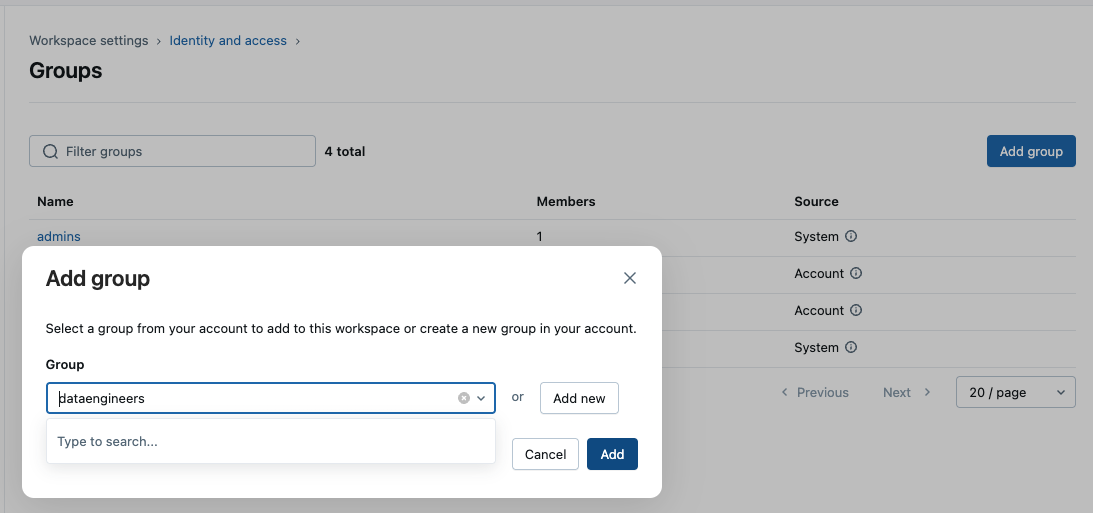 Workspace settings > Identity and access >
Groups
Filter groups 4 total Add group
Name Members Source
admins 1 System
Account
Account
System
Previous Next 20 / page
Add group
Select a group from your account to add to this workspace or create a new group in your account.
Group
dataengineers or Add new
Type to search...
Cancel Add